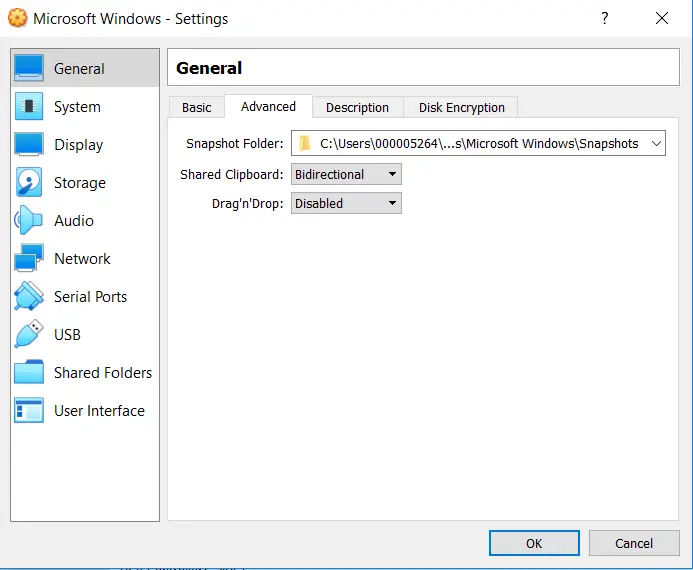 Microsoft Windows - Settings
?
General
System
Display
Storage
Audio
Network
Serial Ports
USB
Shared Folders
User Interface
General
Basic
Advanced
Description
Disk Encryption
Snapshot Folder: C:\Users\000005264\...s\Microsoft Windows\Snapshots
Shared Clipboard: Bidirectional
Drag'n'Drop: Disabled
OK
Cancel